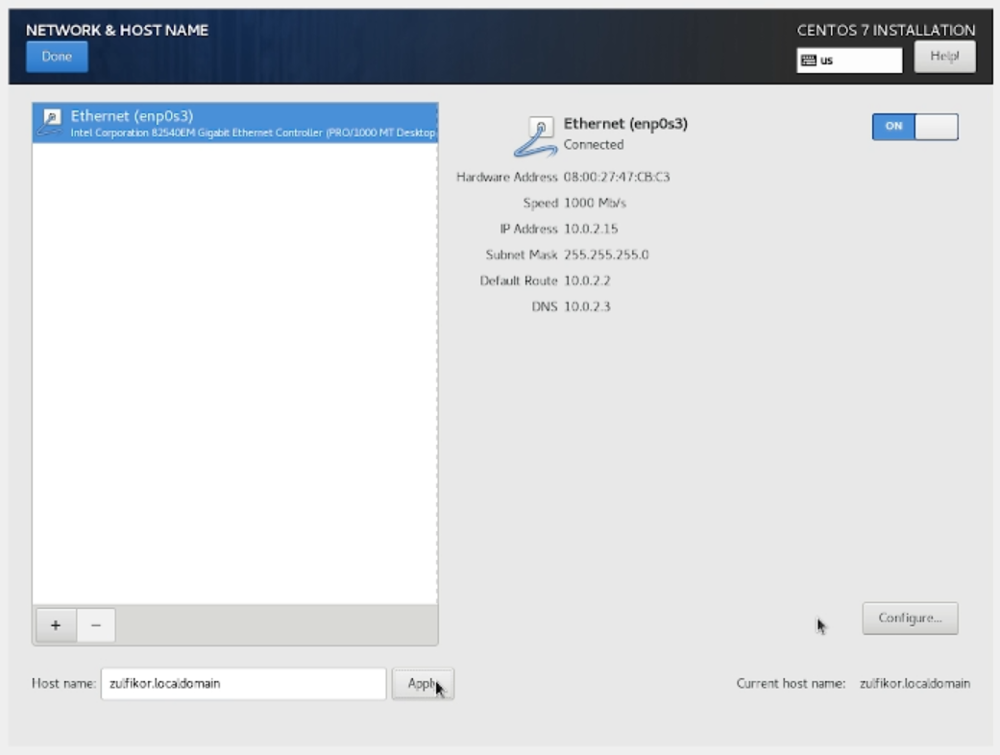 NETWORK & HOST NAME
CENTOS 7 INSTALLATION
Done
us
Help!
Ethernet (enp0s3)
Intel Corporation 82540EM Gigabit Ethernet Controller (PRO/1000 MT Desktop
Ethernet (enp0s3)
Connected
ON
Hardware Address 08:00:27:47:CB:C3
Speed 1000 Mb/s
IP Address 10.0.2.15
Subnet Mask 255.255.255.0
Default Route 10.0.2.2
DNS 10.0.2.3
+ −
Configure...
Host name: zulfikor.localdomain Apply
Current host name: zulfikor.localdomain